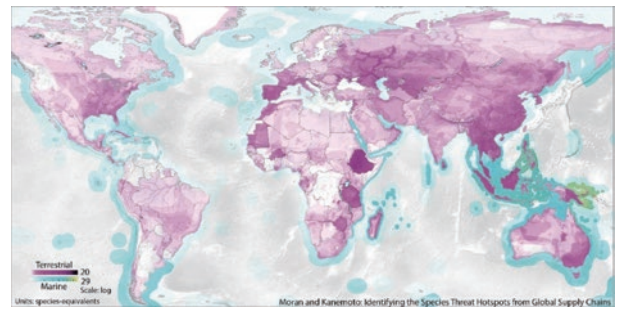 Terrestrial
20
29
Marine
Scale: log
Units: species-equivalents
Moran and Kanemoto: Identifying the Species Threat Hotspots from Global Supply Chains